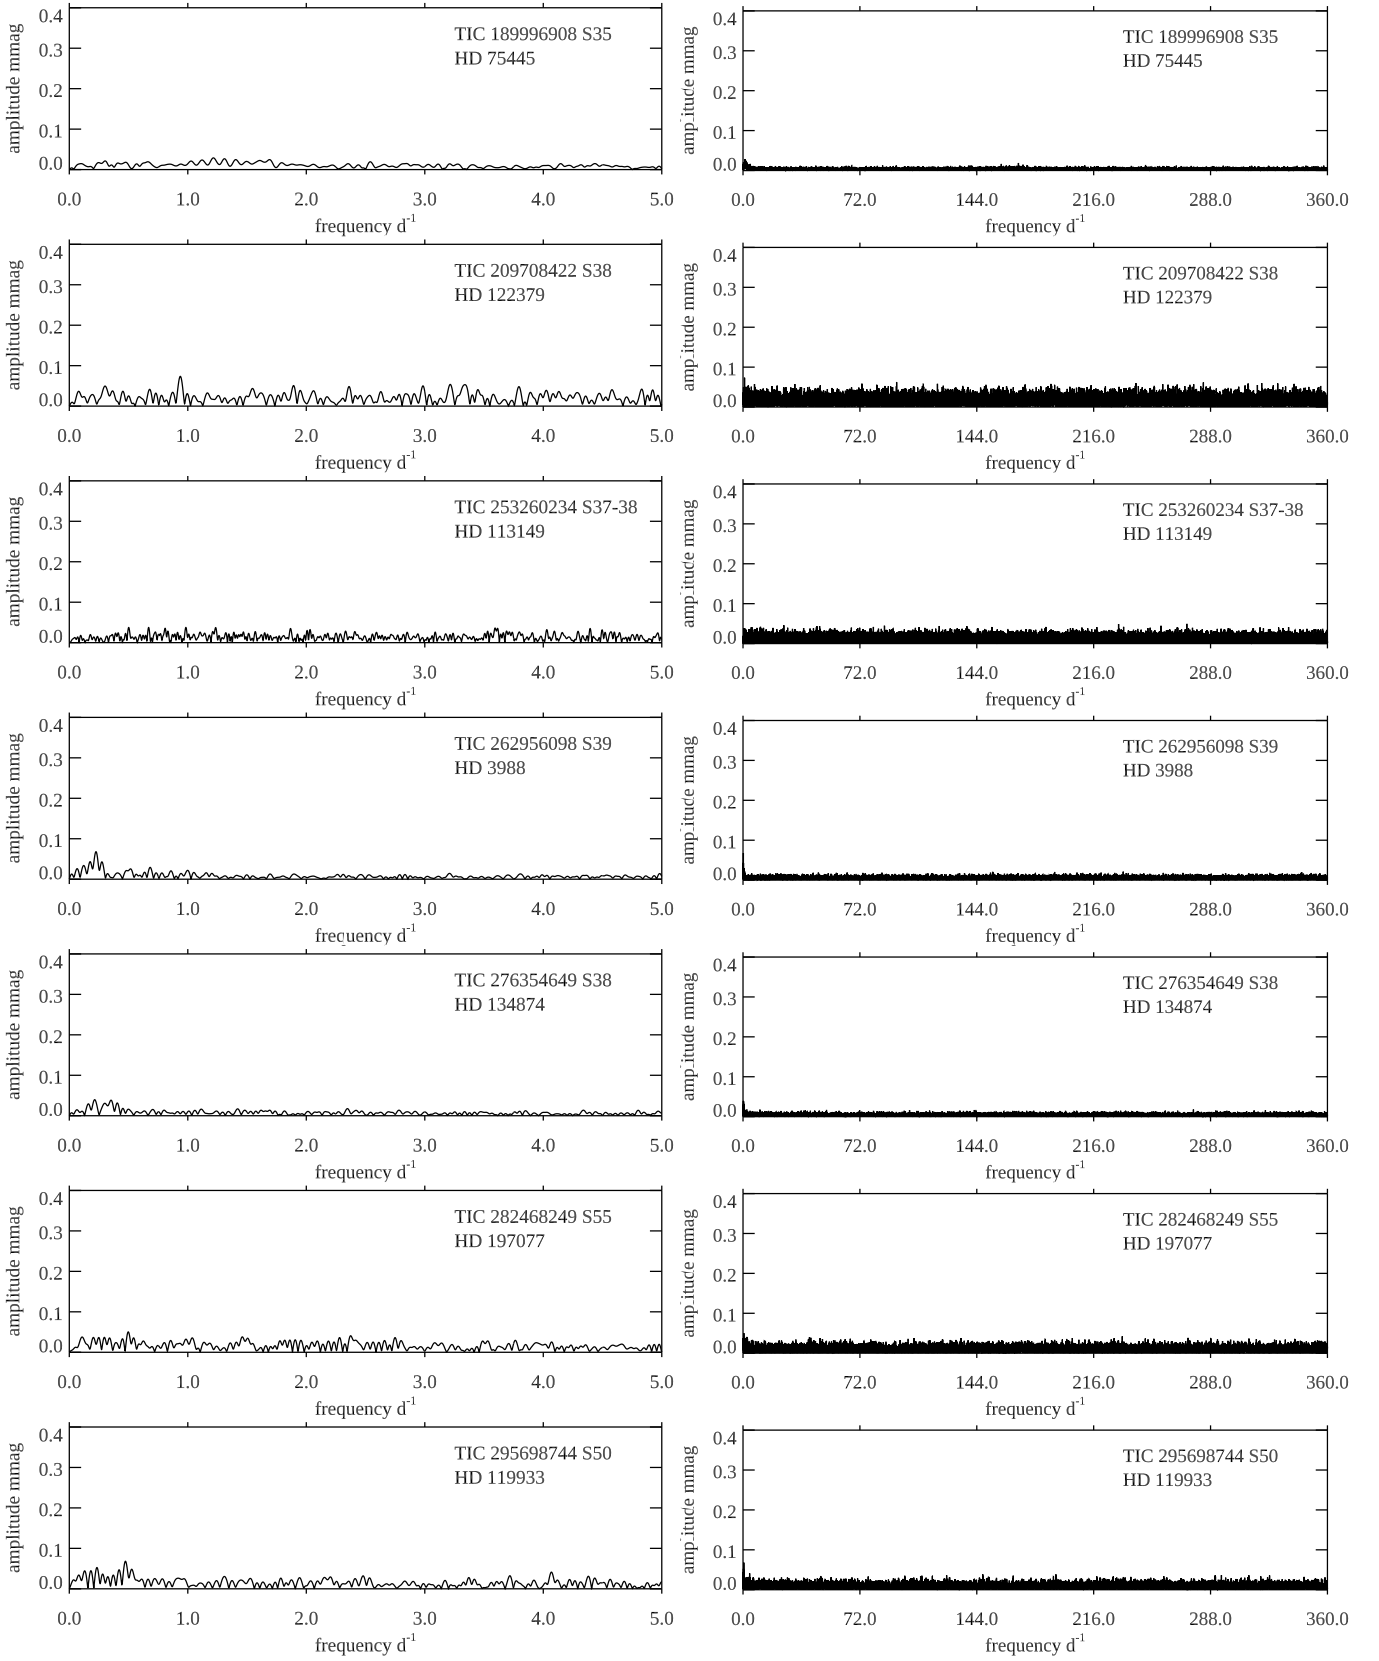 amplitude mmag
0.4
0.3
0.2
0.1
0.0
TIC 189996908 S35
HD 75445
0.0 1.0 2.0 3.0 4.0 5.0
frequency d-1
amplitude mmag
0.4
0.3
0.2
0.1
0.0
TIC 189996908 S35
HD 75445
0.0 72.0 144.0 216.0 288.0 360.0
frequency d-1
amplitude mmag
0.4
0.3
0.2
0.1
0.0
TIC 209708422 S38
HD 122379
0.0 1.0 2.0 3.0 4.0 5.0
frequency d-1
amplitude mmag
0.4
0.3
0.2
0.1
0.0
TIC 209708422 S38
HD 122379
0.0 72.0 144.0 216.0 288.0 360.0
frequency d-1
amplitude mmag
0.4
0.3
0.2
0.1
0.0
TIC 253260234 S37-38
HD 113149
0.0 1.0 2.0 3.0 4.0 5.0
frequency d-1
amplitude mmag
0.4
0.3
0.2
0.1
0.0
TIC 253260234 S37-38
HD 113149
0.0 72.0 144.0 216.0 288.0 360.0
frequency d-1
amplitude mmag
0.4
0.3
0.2
0.1
0.0
TIC 262956098 S39
HD 3988
0.0 1.0 2.0 3.0 4.0 5.0
frequency d-1
amplitude mmag
0.4
0.3
0.2
0.1
0.0
TIC 262956098 S39
HD 3988
0.0 72.0 144.0 216.0 288.0 360.0
frequency d-1
amplitude mmag
0.4
0.3
0.2
0.1
0.0
TIC 276354649 S38
HD 134874
0.0 1.0 2.0 3.0 4.0 5.0
frequency d-1
amplitude mmag
0.4
0.3
0.2
0.1
0.0
TIC 276354649 S38
HD 134874
0.0 72.0 144.0 216.0 288.0 360.0
frequency d-1
amplitude mmag
0.4
0.3
0.2
0.1
0.0
TIC 282468249 S55
HD 197077
0.0 1.0 2.0 3.0 4.0 5.0
frequency d-1
amplitude mmag
0.4
0.3
0.2
0.1
0.0
TIC 282468249 S55
HD 197077
0.0 72.0 144.0 216.0 288.0 360.0
frequency d-1
amplitude mmag
0.4
0.3
0.2
0.1
0.0
TIC 295698744 S50
HD 119933
0.0 1.0 2.0 3.0 4.0 5.0
frequency d-1
amplitude mmag
0.4
0.3
0.2
0.1
0.0
TIC 295698744 S50
HD 119933
0.0 72.0 144.0 216.0 288.0 360.0
frequency d-1